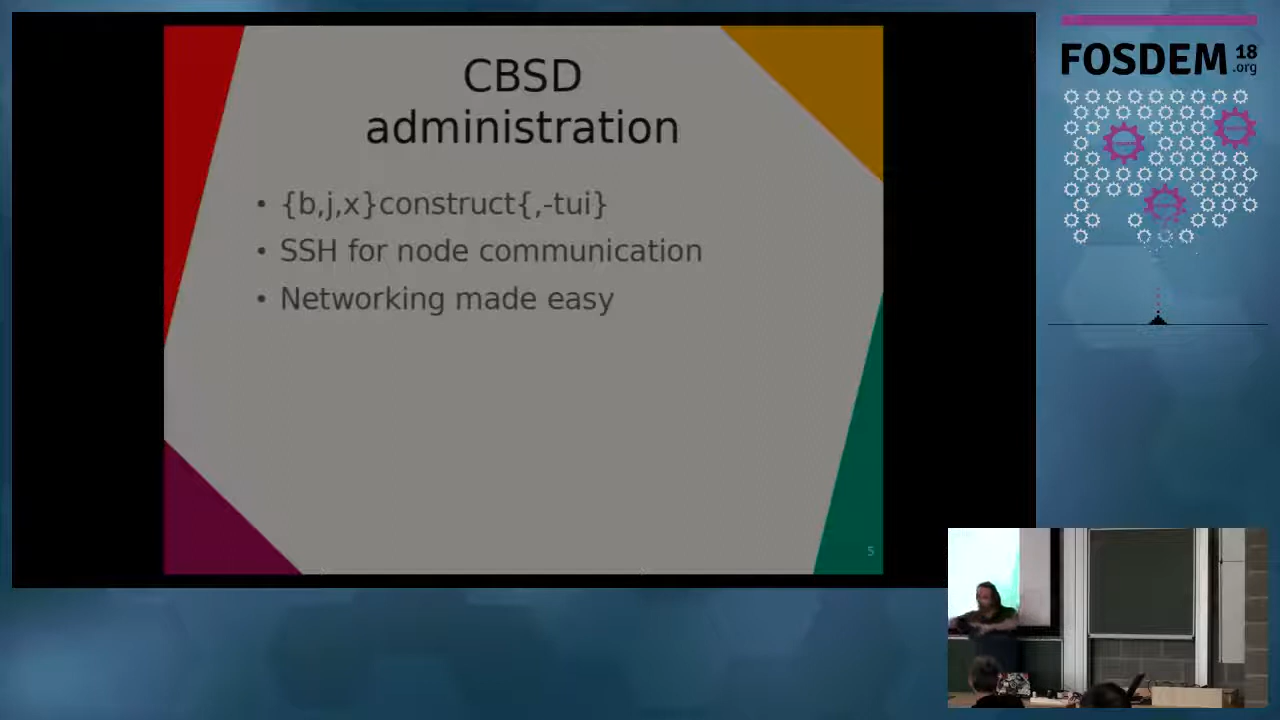 CBSD
administration
• {b,j,x}construct{,-tui}
• SSH for node communication
• Networking made easy
5
FOSDEM 18
.org